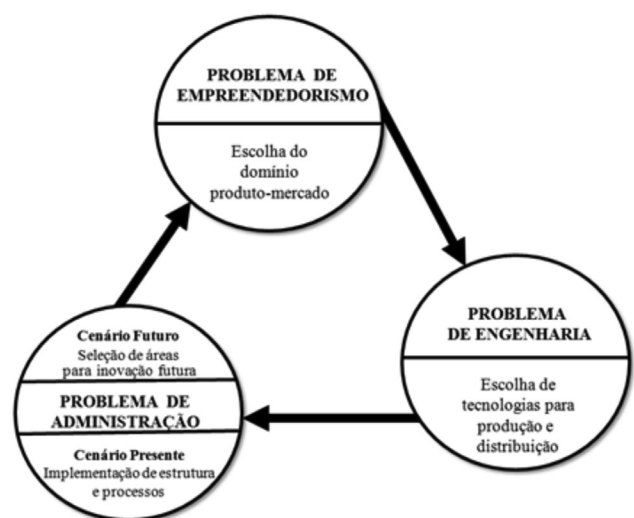 PROBLEMA DE
EMPREENDEDORISMO
Escolha do
domínio
produto-mercado
PROBLEMA
DE ENGENHARIA
Escolha de
tecnologias para
produção e
distribuição
Cenário Futuro
Seleção de áreas
para inovação futura
PROBLEMA DE
ADMINISTRAÇÃO
Cenário Presente
Implementação de estrutura
e processos